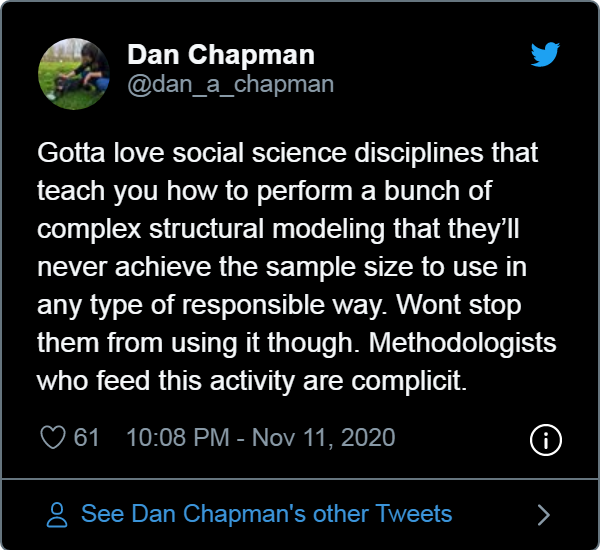 Dan Chapman
@dan_a_chapman
Gotta love social science disciplines that
teach you how to perform a bunch of
complex structural modeling that they’ll
never achieve the sample size to use in
any type of responsible way. Wont stop
them from using it though. Methodologists
who feed this activity are complicit.
61 10:08 PM - Nov 11, 2020
See Dan Chapman's other Tweets